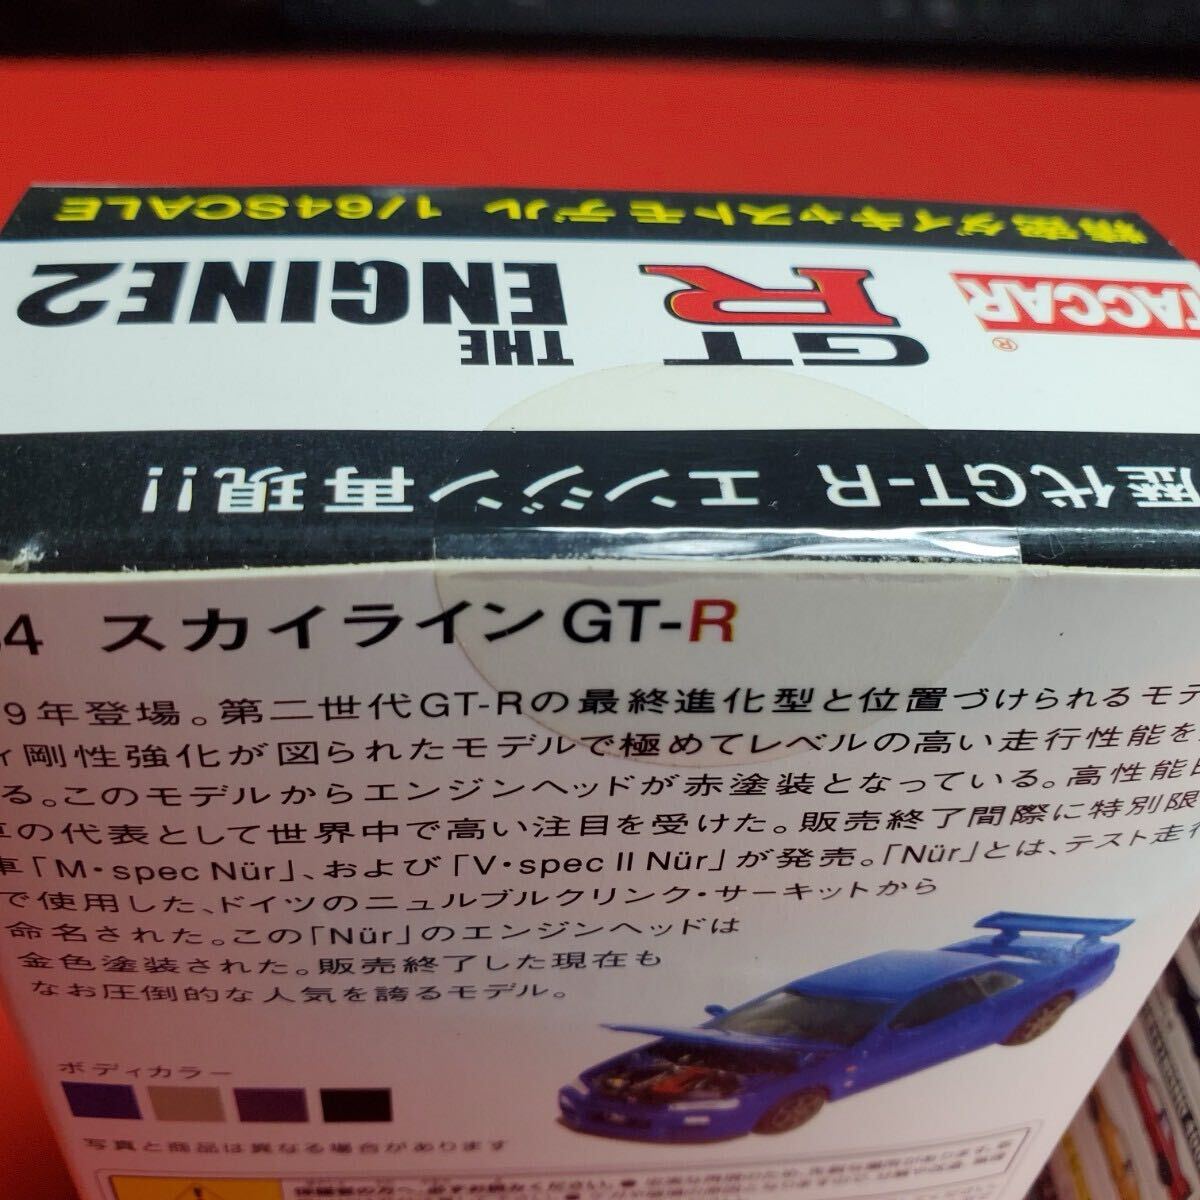 精密ダイキャストモデル 1/64SCALE
TACCAR®
GT R
THE ENGINE2
歴代GT-R エンジン再現!!
4 スカイラインGT-R
9年登場。第二世代GT-Rの最終進化型と位置づけられるモデ
ィ剛性強化が図られたモデルで極めてレベルの高い走行性能を
る。このモデルからエンジンヘッドが赤塗装となっている。高性能
の代表として世界中で高い注目を受けた。販売終了間際に特別限
車「M・spec Nür」、および「V・spec II Nür」が発売。「Nür」とは、テスト走行
で使用した、ドイツのニュルブルクリンク・サーキットから
命名された。この「Nür」のエンジンヘッドは
金色塗装された。販売終了した現在も
なお圧倒的な人気を誇るモデル。
ボディカラー
写真と商品は異なる場合があります